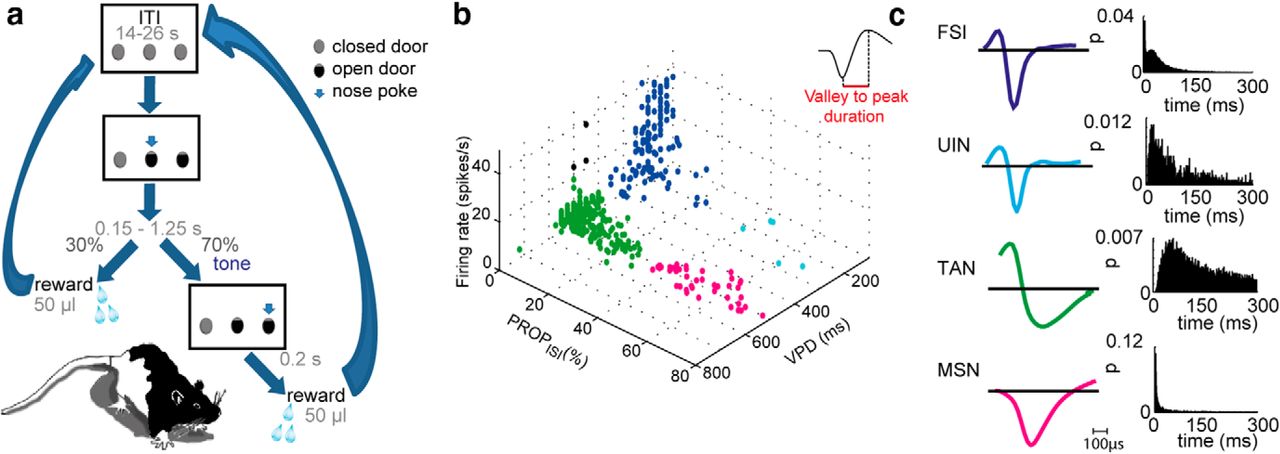 a
ITI
14-26 s
closed door
open door
nose poke
0.15 - 1.25 s
30%
70%
tone
reward
50 µl
0.2 s
reward
50 µl
b
Valley to peak
duration
Firing rate (spikes/s)
40
20
0
0
20
40
60
80
PROP ISI(%)
800
600
400
200
VPD (ms)
c
FSI
0.04
p
0
0
150
300
time (ms)
UIN
0.012
p
0
0
150
300
time (ms)
TAN
0.007
p
0
0
150
300
time (ms)
MSN
0.12
p
0
0
150
300
time (ms)
100µs